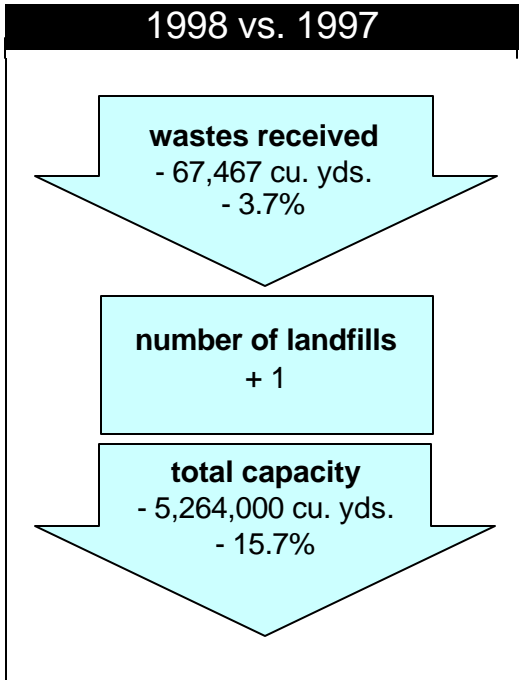 1998 vs. 1997
wastes received
- 67,467 cu. yds.
- 3.7%
number of landfills
+ 1
total capacity
- 5,264,000 cu. yds.
- 15.7%